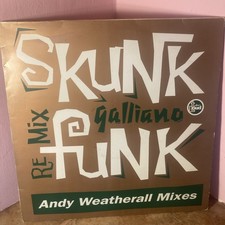 SKUNK
RE MIX
galliano
FUNK
Andy Weatherall Mixes